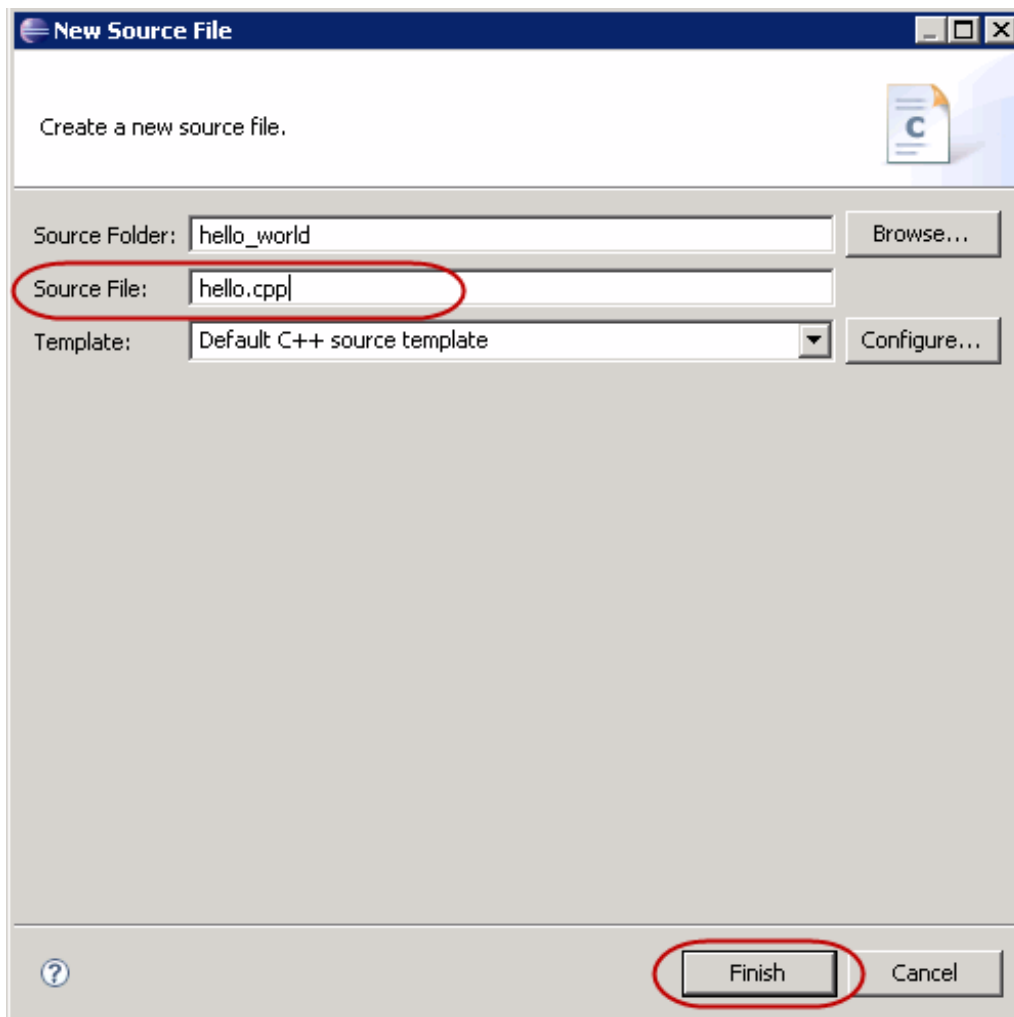 New Source File
Create a new source file.
C
Source Folder: hello_world Browse...
Source File: hello.cpp
Template: Default C++ source template Configure...
? Finish Cancel